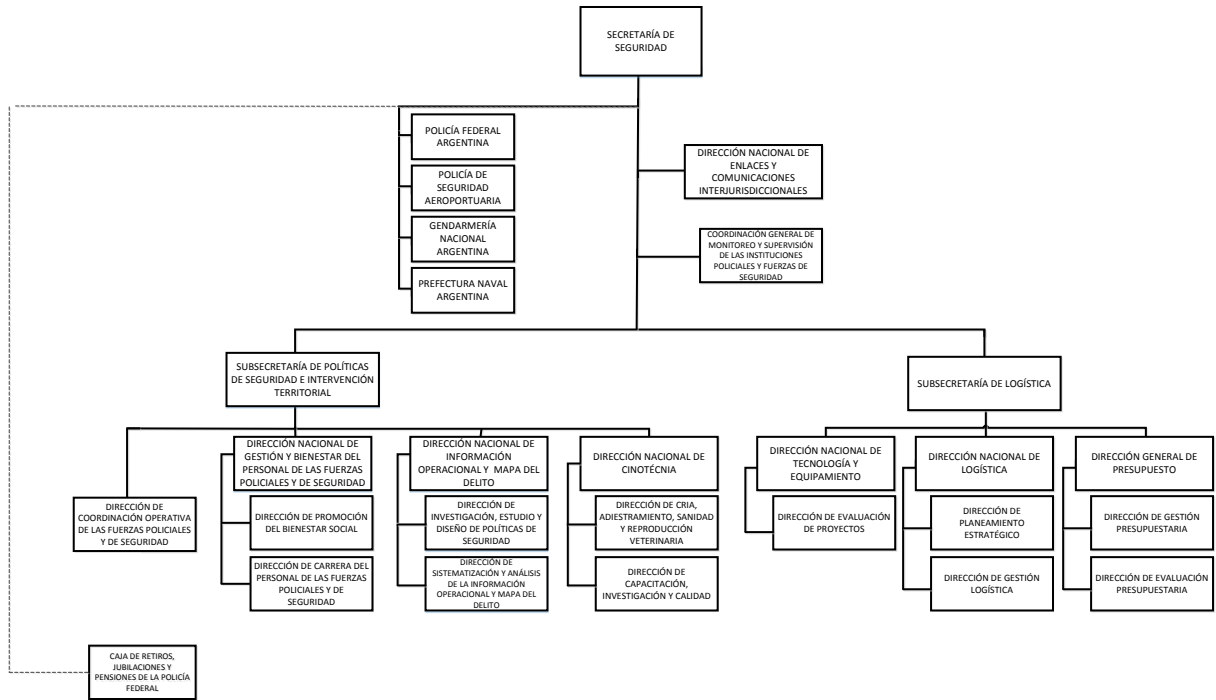 SECRETARÍA DE
SEGURIDAD
POLICÍA FEDERAL
ARGENTINA
POLICÍA DE
SEGURIDAD
AEROPORTUARIA
GENDARMERÍA
NACIONAL
ARGENTINA
PREFECTURA NAVAL
ARGENTINA
DIRECCIÓN NACIONAL DE
ENLACES Y
COMUNICACIONES
INTERJURISDICCIONALES
COORDINACIÓN GENERAL DE
MONITOREO Y SUPERVISIÓN
DE LAS INSTITUCIONES
POLICIALES Y FUERZAS DE
SEGURIDAD
SUBSECRETARÍA DE POLÍTICAS
DE SEGURIDAD E INTERVENCIÓN
TERRITORIAL
SUBSECRETARÍA DE LOGÍSTICA
DIRECCIÓN DE
COORDINACIÓN OPERATIVA
DE LAS FUERZAS POLICIALES
Y DE SEGURIDAD
DIRECCIÓN NACIONAL DE
GESTIÓN Y BIENESTAR DEL
PERSONAL DE LAS FUERZAS
POLICIALES Y DE SEGURIDAD
DIRECCIÓN DE PROMOCIÓN
DEL BIENESTAR SOCIAL
DIRECCIÓN DE CARRERA DEL
PERSONAL DE LAS FUERZAS
POLICIALES Y DE
SEGURIDAD
DIRECCIÓN NACIONAL DE
INFORMACIÓN
OPERACIONAL Y MAPA DEL
DELITO
DIRECCIÓN DE
INVESTIGACIÓN, ESTUDIO Y
DISEÑO DE POLÍTICAS DE
SEGURIDAD
DIRECCIÓN DE
SISTEMATIZACIÓN Y ANÁLISIS
DE LA INFORMACIÓN
OPERACIONAL Y MAPA DEL
DELITO
DIRECCIÓN NACIONAL DE
CINOTÉCNIA
DIRECCIÓN DE CRIA,
ADIESTRAMIENTO, SANIDAD
Y REPRODUCCIÓN
VETERINARIA
DIRECCIÓN DE
CAPACITACIÓN,
INVESTIGACIÓN Y CALIDAD
DIRECCIÓN NACIONAL DE
TECNOLOGÍA Y
EQUIPAMIENTO
DIRECCIÓN DE EVALUACIÓN
DE PROYECTOS
DIRECCIÓN NACIONAL DE
LOGÍSTICA
DIRECCIÓN DE
PLANEAMIENTO
ESTRATÉGICO
DIRECCIÓN DE GESTIÓN
LOGÍSTICA
DIRECCIÓN GENERAL DE
PRESUPUESTO
DIRECCIÓN DE GESTIÓN
PRESUPUESTARIA
DIRECCIÓN DE EVALUACIÓN
PRESUPUESTARIA
CAJA DE RETIROS,
JUBILACIONES Y
PENSIONES DE LA POLICÍA
FEDERAL